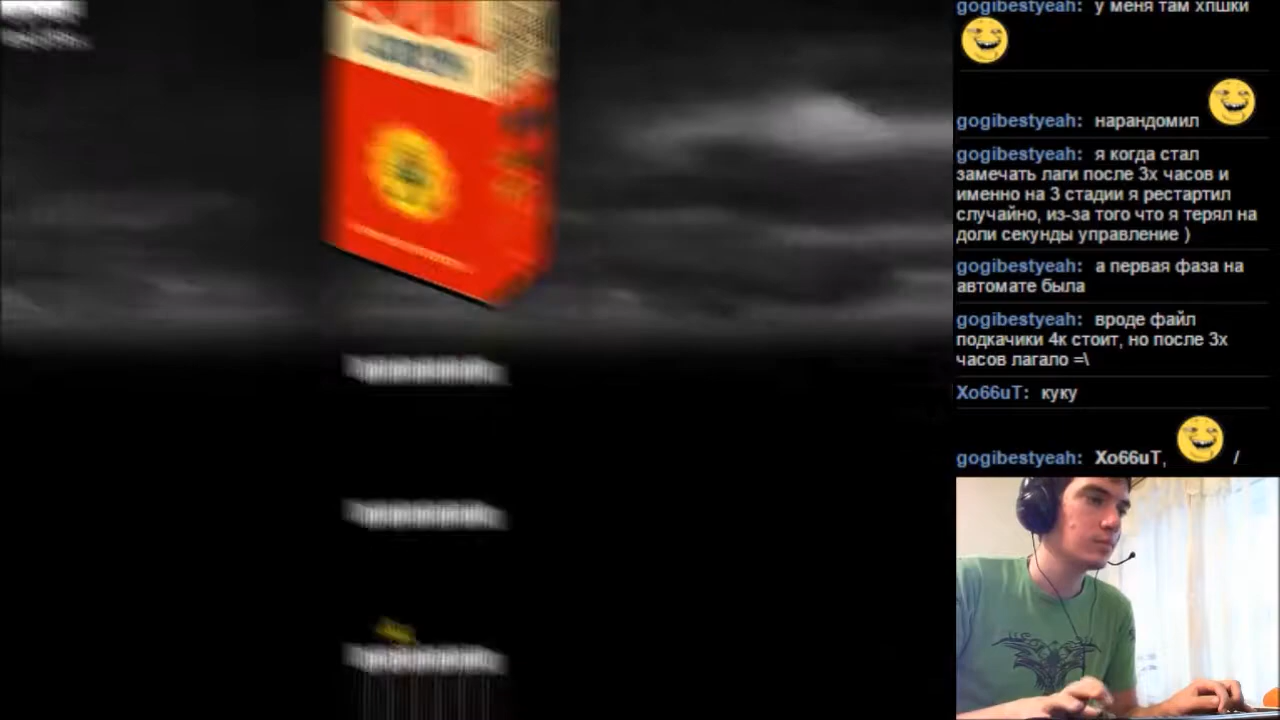 gogibestyeah: у меня там хпшки
gogibestyeah: нарандомил
gogibestyeah: я когда стал
замечать лаги после 3х часов и
именно на 3 стадии я рестартил
случайно, из-за того что я терял на
доли секунды управление )
gogibestyeah: а первая фаза на
автомате была
gogibestyeah: вроде файл
подкачики 4к стоит, но после 3х
часов лагало =\
Xo66uT: куку
gogibestyeah: Xo66uT, /